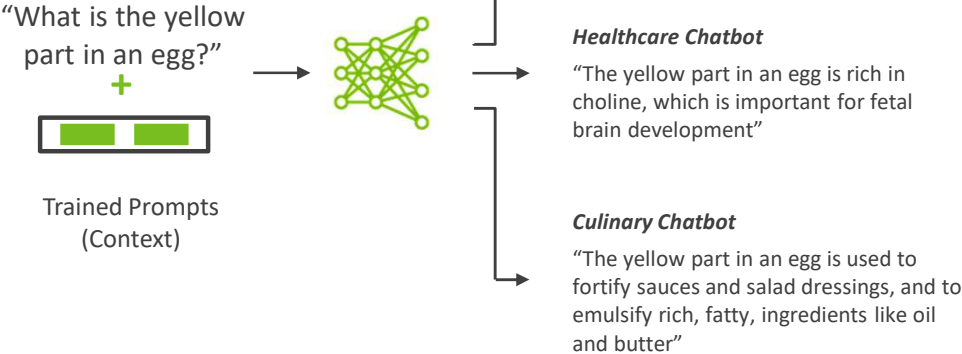 “What is the yellow
part in an egg?”
+
Trained Prompts
(Context)
Healthcare Chatbot
“The yellow part in an egg is rich in
choline, which is important for fetal
brain development”
Culinary Chatbot
“The yellow part in an egg is used to
fortify sauces and salad dressings, and to
emulsify rich, fatty, ingredients like oil
and butter”